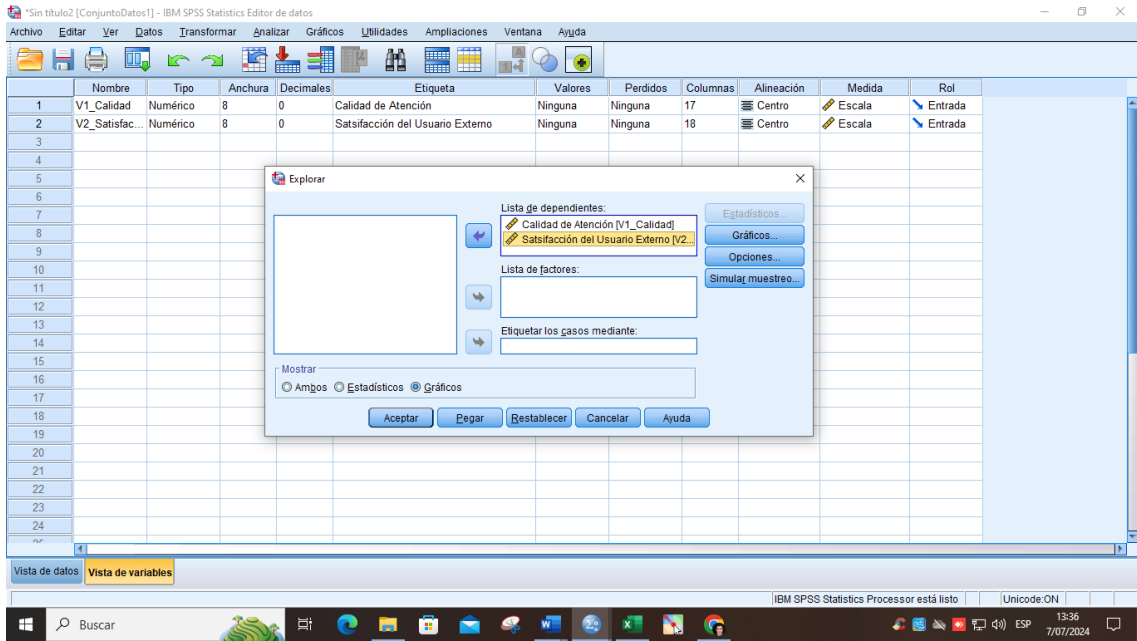 *Sin título2 [ConjuntoDatos1] - IBM SPSS Statistics Editor de datos
Archivo Editar Ver Datos Transformar Analizar Gráficos Utilidades Ampliaciones Ventana Ayuda
Nombre Tipo Anchura Decimales Etiqueta Valores Perdidos Columnas Alineación Medida Rol
1 V1_Calidad Numérico 8 0 Calidad de Atención Ninguna Ninguna 17 Centro Escala Entrada
2 V2_Satisfac... Numérico 8 0 Satsifacción del Usuario Externo Ninguna Ninguna 18 Centro Escala Entrada
3
4
5
6
7
8
9
10
11
12
13
14
15
16
17
18
19
20
21
22
23
24
Explorar
Lista de dependientes:
Calidad de Atención [V1_Calidad]
Satsifacción del Usuario Externo [V2...
Estadísticos...
Gráficos...
Opciones...
Simular muestreo...
Lista de factores:
Etiquetar los casos mediante:
Mostrar
Ambos Estadísticos Gráficos
Aceptar Pegar Restablecer Cancelar Ayuda
Vista de datos Vista de variables
IBM SPSS Statistics Processor está listo Unicode:ON
Buscar
ESP
13:36
7/07/2024